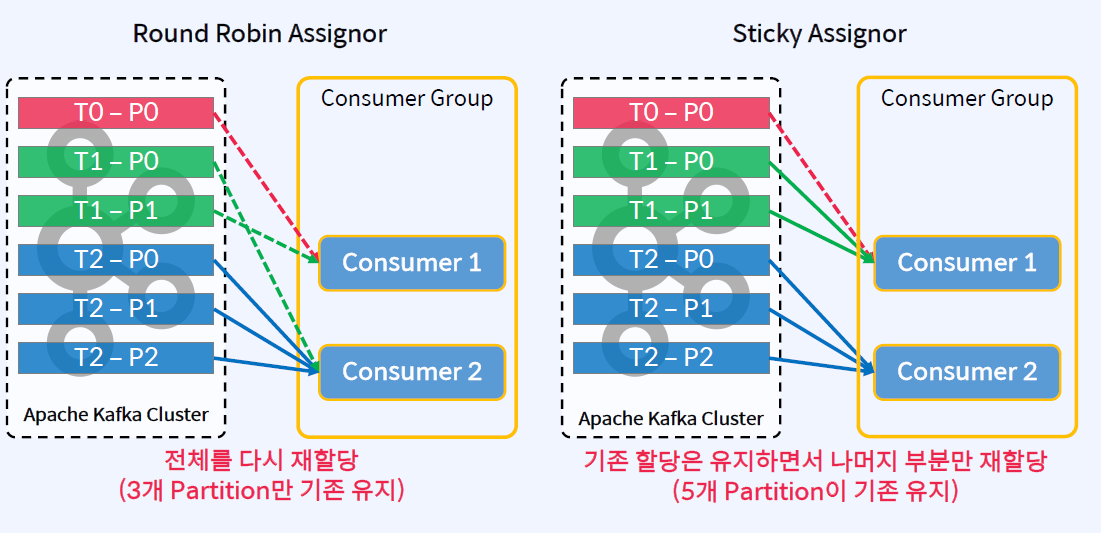 Round Robin Assignor
T0 – P0
T1 – P0
T1 – P1
T2 – P0
T2 – P1
T2 – P2
Apache Kafka Cluster
Consumer Group
Consumer 1
Consumer 2
전체를 다시 재할당
(3개 Partition만 기존 유지)
Sticky Assignor
T0 – P0
T1 – P0
T1 – P1
T2 – P0
T2 – P1
T2 – P2
Apache Kafka Cluster
Consumer Group
Consumer 1
Consumer 2
기존 할당은 유지하면서 나머지 부분만 재할당
(5개 Partition이 기존 유지)